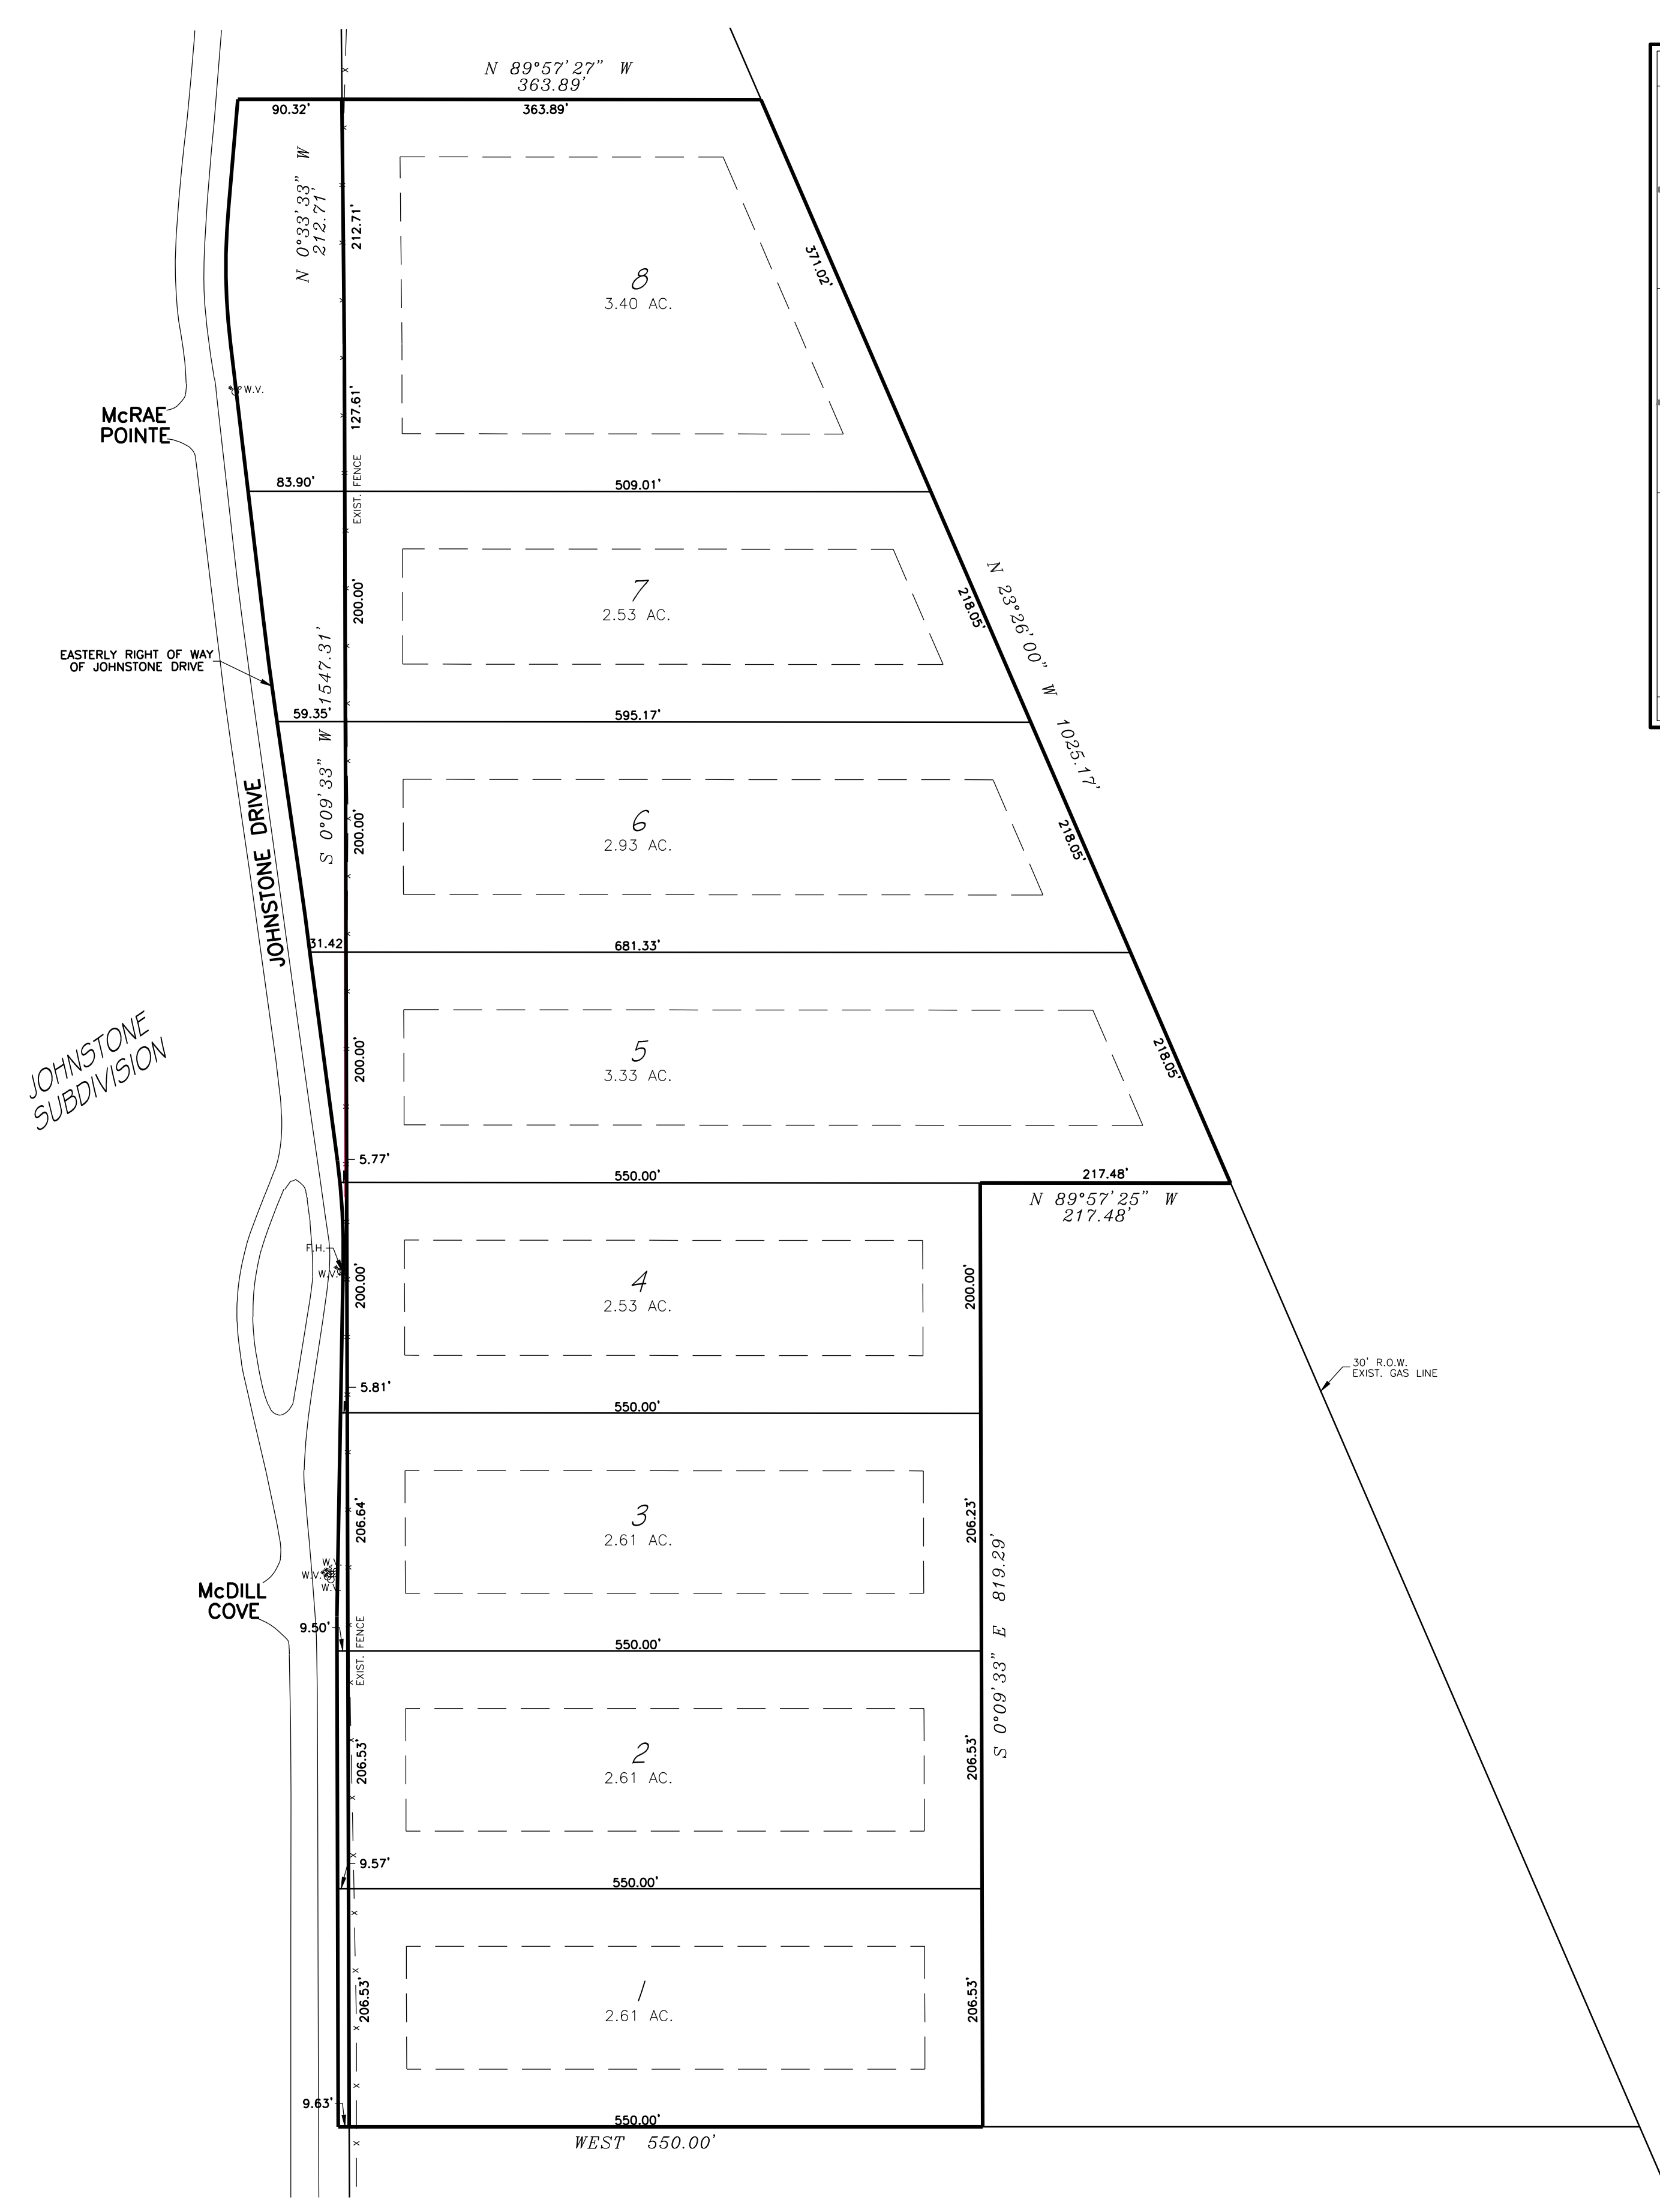 N 89°57'27" W
363.89'
90.32'
363.89'
N 0°33'33" W
212.71'
212.71'
371.02'
8
3.40 AC.
W.V.
127.61'
McRAE
POINTE
EXIST. FENCE
83.90'
509.01'
N 23°26'00" W 1025.17'
7
2.53 AC.
200.00'
218.05'
EASTERLY RIGHT OF WAY
OF JOHNSTONE DRIVE
S 0°09'33" W 1547.31'
59.35'
595.17'
JOHNSTONE DRIVE
6
2.93 AC.
200.00'
218.05'
31.42
681.33'
JOHNSTONE
SUBDIVISION
5
3.33 AC.
200.00'
218.05'
5.77'
550.00'
217.48'
N 89°57'25" W
217.48'
F.H.
W.V.
4
2.53 AC.
200.00'
200.00'
30' R.O.W.
EXIST. GAS LINE
5.81'
550.00'
3
2.61 AC.
206.64'
206.23'
W.V.
W.V.
W.V.
McDILL
COVE
S 0°09'33" E 819.29'
9.50'
EXIST. FENCE
550.00'
2
2.61 AC.
206.53'
206.53'
9.57'
550.00'
1
2.61 AC.
206.53'
206.53'
9.63'
550.00'
WEST 550.00'